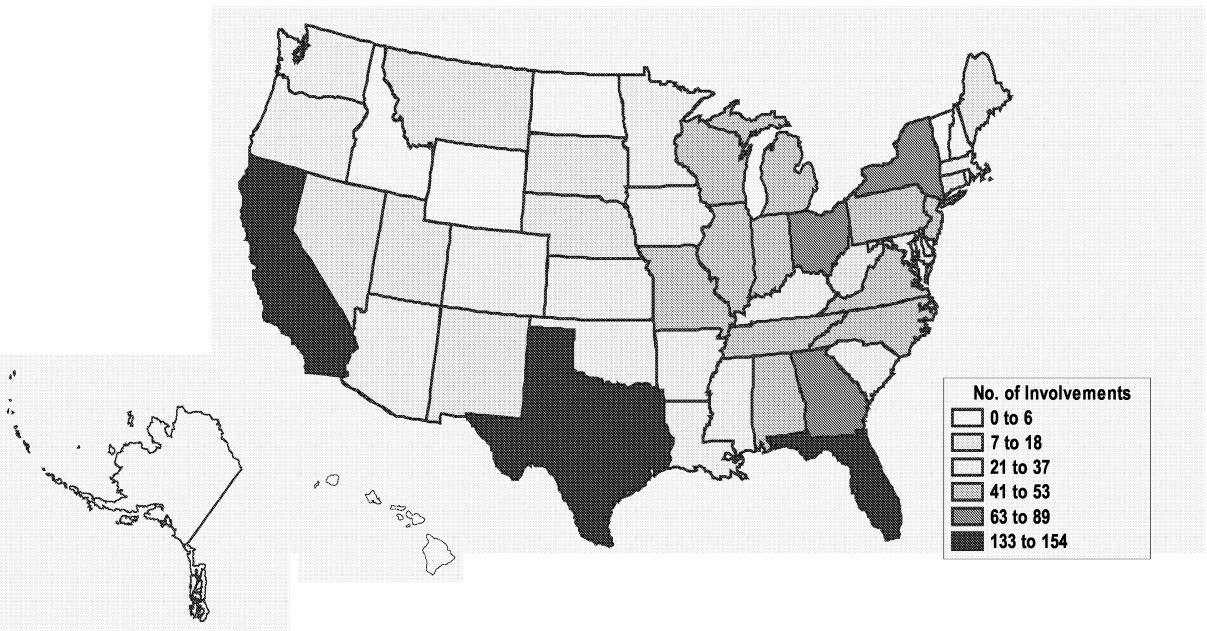 No. of Involvements
0 to 6
7 to 18
21 to 37
41 to 53
63 to 89
133 to 154